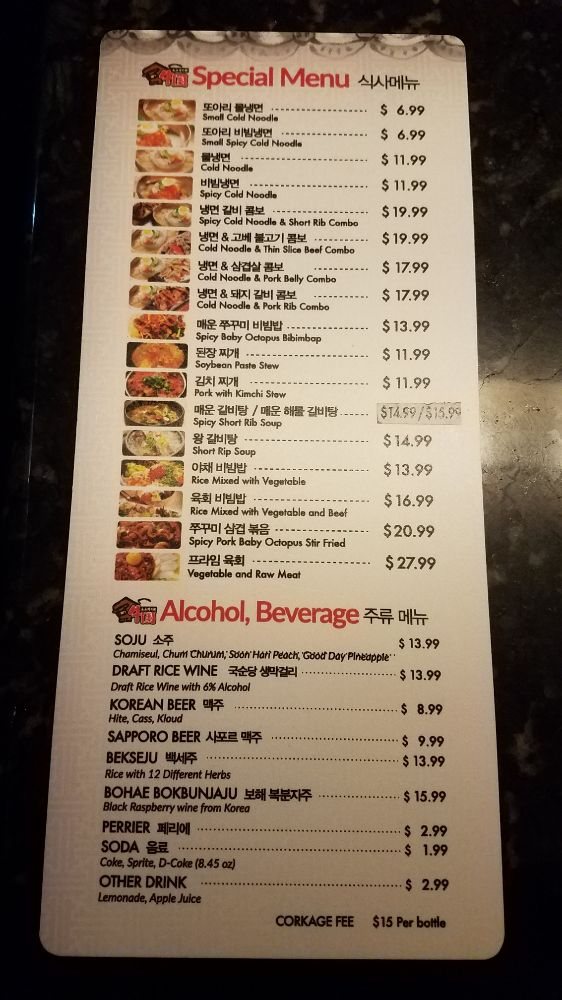 Special Menu 식사메뉴
또아리 물냉면 $ 6.99
Small Cold Noodle
또아리 비빔냉면 $ 6.99
Small Spicy Cold Noodle
물냉면 $ 11.99
Cold Noodle
비빔냉면 $ 11.99
Spicy Cold Noodle
냉면 갈비 콤보 $ 19.99
Spicy Cold Noodle & Short Rib Combo
냉면 & 고베 불고기 콤보 $ 19.99
Cold Noodle & Thin Slice Beef Combo
냉면 & 삼겹살 콤보 $ 17.99
Cold Noodle & Pork Belly Combo
냉면 & 돼지 갈비 콤보 $ 17.99
Cold Noodle & Pork Rib Combo
매운 쭈꾸미 비빔밥 $ 13.99
Spicy Baby Octopus Bibimbap
된장 찌개 $ 11.99
Soybean Paste Stew
김치 찌개 $ 11.99
Pork with Kimchi Stew
매운 갈비탕 / 매운 해물 갈비탕 $14.99 / $15.99
Spicy Short Rib Soup
왕 갈비탕 $ 14.99
Short Rip Soup
야채 비빔밥 $ 13.99
Rice Mixed with Vegetable
육회 비빔밥 $ 16.99
Rice Mixed with Vegetable and Beef
쭈꾸미 삼겹 볶음 $ 20.99
Spicy Pork Baby Octopus Stir Fried
프라임 육회 $ 27.99
Vegetable and Raw Meat
Alcohol, Beverage 주류 메뉴
SOJU 소주 $ 13.99
Chamiseul, Chum Churum, Soon Hari Peach, Good Day Pineapple
DRAFT RICE WINE 국순당 생막걸리 $ 13.99
Draft Rice Wine with 6% Alcohol
KOREAN BEER 맥주 $ 8.99
Hite, Cass, Kloud
SAPPORO BEER 사포르 맥주 $ 9.99
BEKSEJU 백세주 $ 13.99
Rice with 12 Different Herbs
BOHAE BOKBUNJAJU 보해 복분자주 $ 15.99
Black Raspberry wine from Korea
PERRIER 페리에 $ 2.99
SODA 음료 $ 1.99
Coke, Sprite, D-Coke (8.45 oz)
OTHER DRINK $ 2.99
Lemonade, Apple Juice
CORKAGE FEE $15 Per bottle